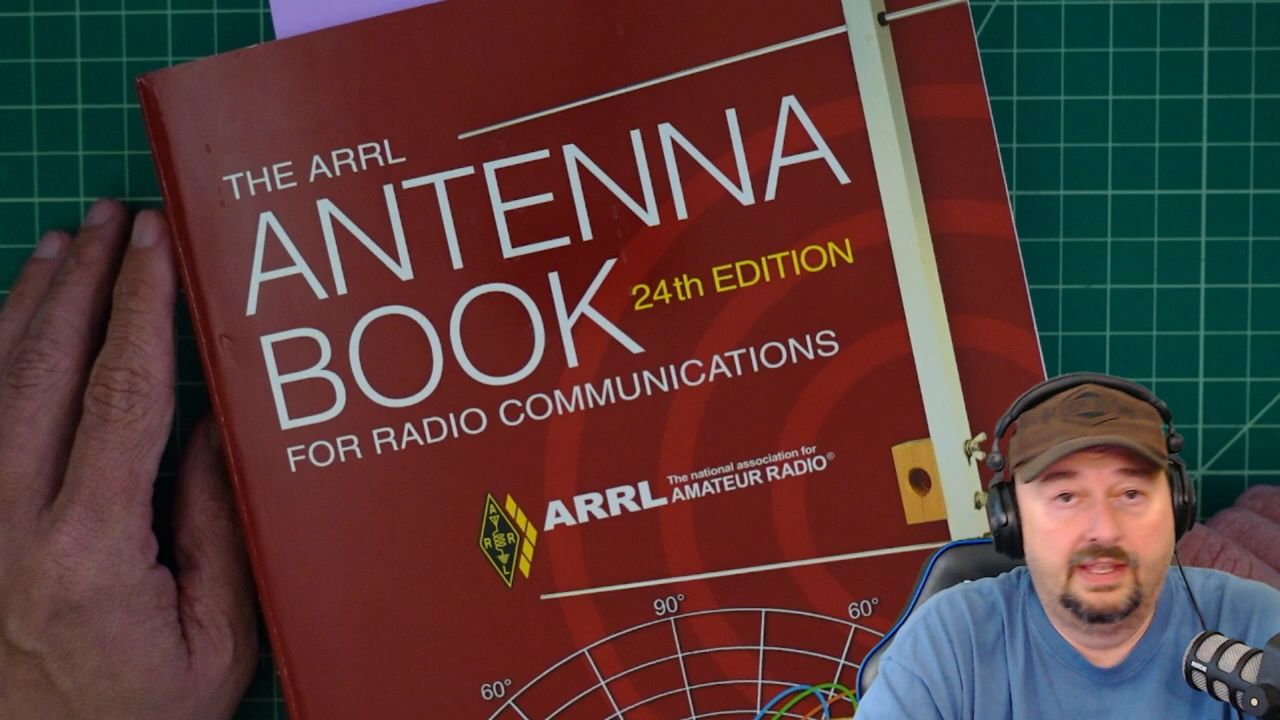 THE ARRL
ANTENNA
BOOK 24th EDITION
FOR RADIO COMMUNICATIONS
ARRL The national association for
AMATEUR RADIO®
A
R R
L
90°
60°
60°